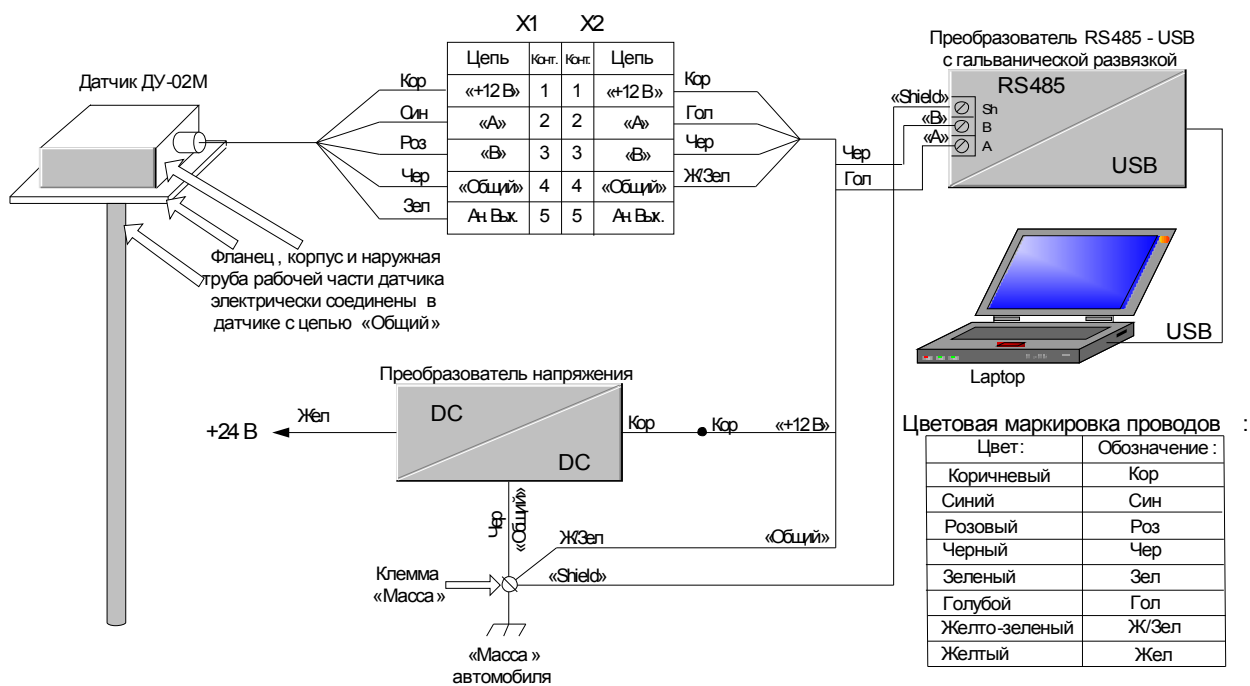 X1 X2
Цепь Конт. Конт. Цепь
«+12 В» 1 1 «+12 В»
«А» 2 2 «А»
«В» 3 3 «В»
«Общий» 4 4 «Общий»
Ан. Вых. 5 5 Ан. Вых.
Датчик ДУ-02М
Кор
Син
Роз
Чер
Зел
Кор
Гол
Чер
Ж/Зел
Чер
Гол
Преобразователь RS485 - USB
с гальванической развязкой
RS485
«Shield» Sh
«В» B
«А» A
USB
USB
Laptop
Фланец , корпус и наружная
труба рабочей части датчика
электрически соединены в
датчике с цепью «Общий»
Преобразователь напряжения
DC
DC
+24 В
Жел
Кор
Кор
«+12 В»
Чер
«Общий»
Ж/Зел
«Общий»
«Shield»
Клемма
«Масса »
«Масса »
автомобиля
Цветовая маркировка проводов :
Цвет: Обозначение :
Коричневый Кор
Синий Син
Розовый Роз
Черный Чер
Зеленый Зел
Голубой Гол
Желто-зеленый Ж/Зел
Желтый Жел